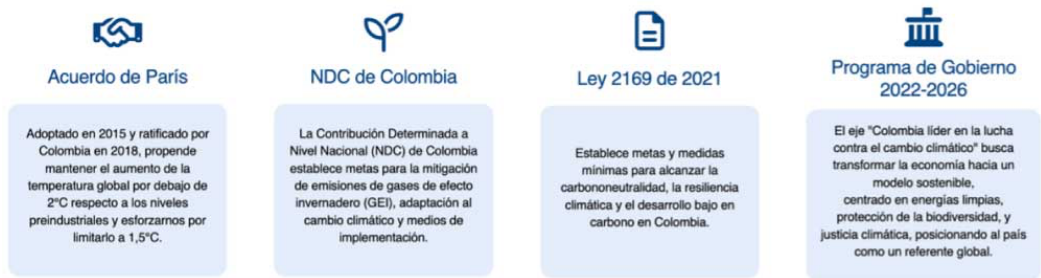 Acuerdo de París
Adoptado en 2015 y ratificado por
Colombia en 2018, propende
mantener el aumento de la
temperatura global por debajo de
2°C respecto a los niveles
preindustriales y esforzarnos por
limitarlo a 1,5°C.
NDC de Colombia
La Contribución Determinada a
Nivel Nacional (NDC) de Colombia
establece metas para la mitigación
de emisiones de gases de efecto
invernadero (GEI), adaptación al
cambio climático y medios de
implementación.
Ley 2169 de 2021
Establece metas y medidas
mínimas para alcanzar la
carbononeutralidad, la resiliencia
climática y el desarrollo bajo en
carbono en Colombia.
Programa de Gobierno
2022-2026
El eje "Colombia líder en la lucha
contra el cambio climático" busca
transformar la economía hacia un
modelo sostenible,
centrado en energías limpias,
protección de la biodiversidad, y
justicia climática, posicionando al país
como un referente global.